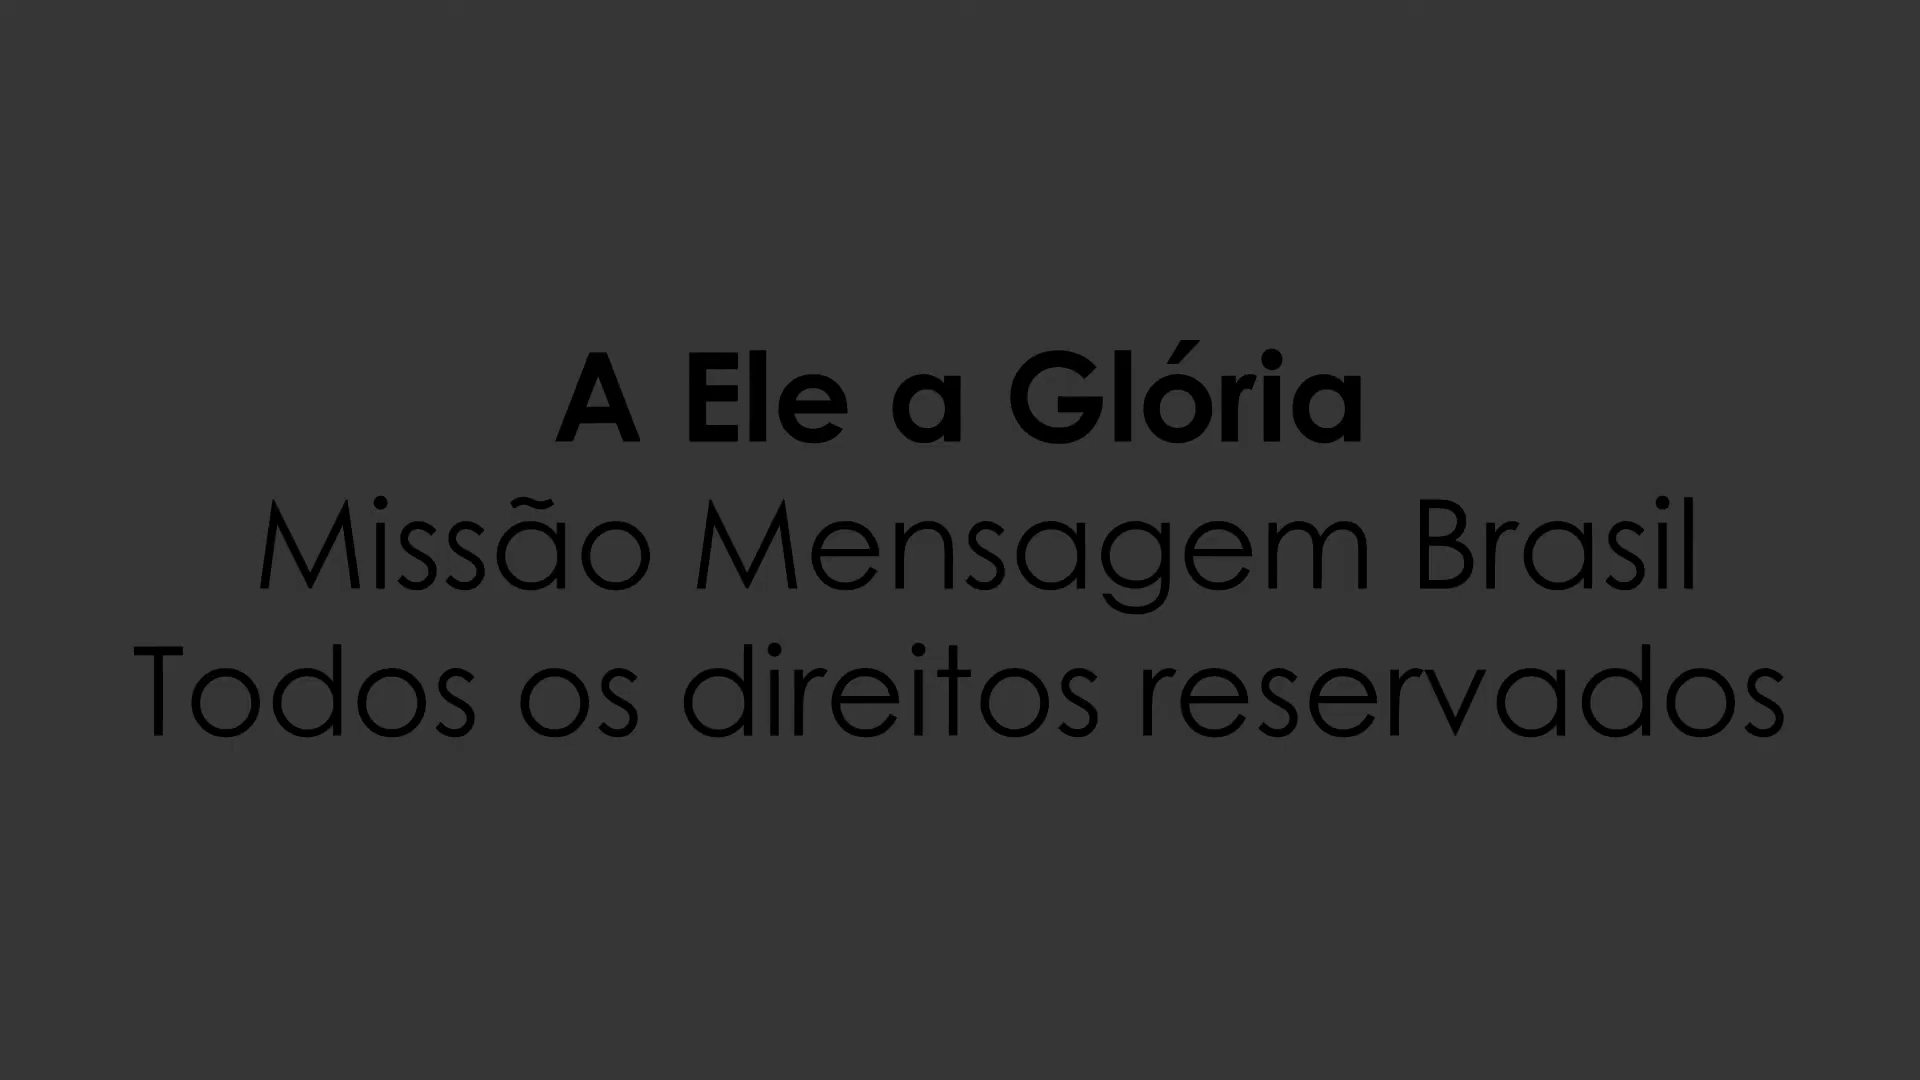 A Ele a Glória
Missão Mensagem Brasil
Todos os direitos reservados